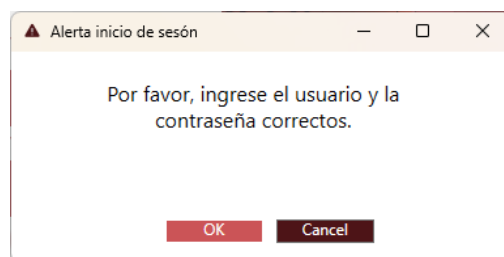 Alerta inicio de sesón
Por favor, ingrese el usuario y la
contraseña correctos.
OK
Cancel